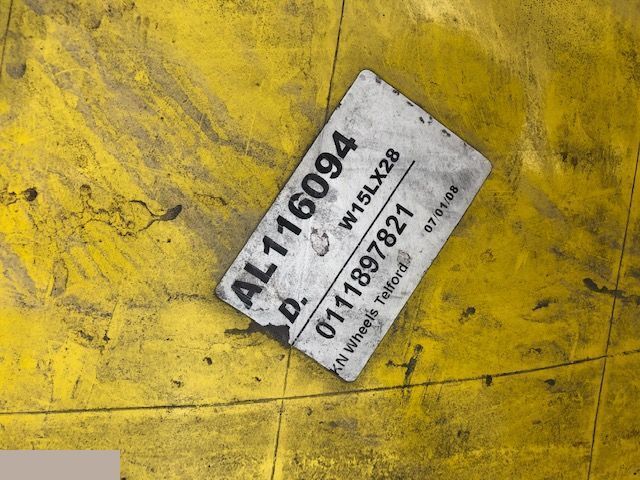 AL116094
D. W15LX28
0111897821
KN Wheels Telford. 07/01/08